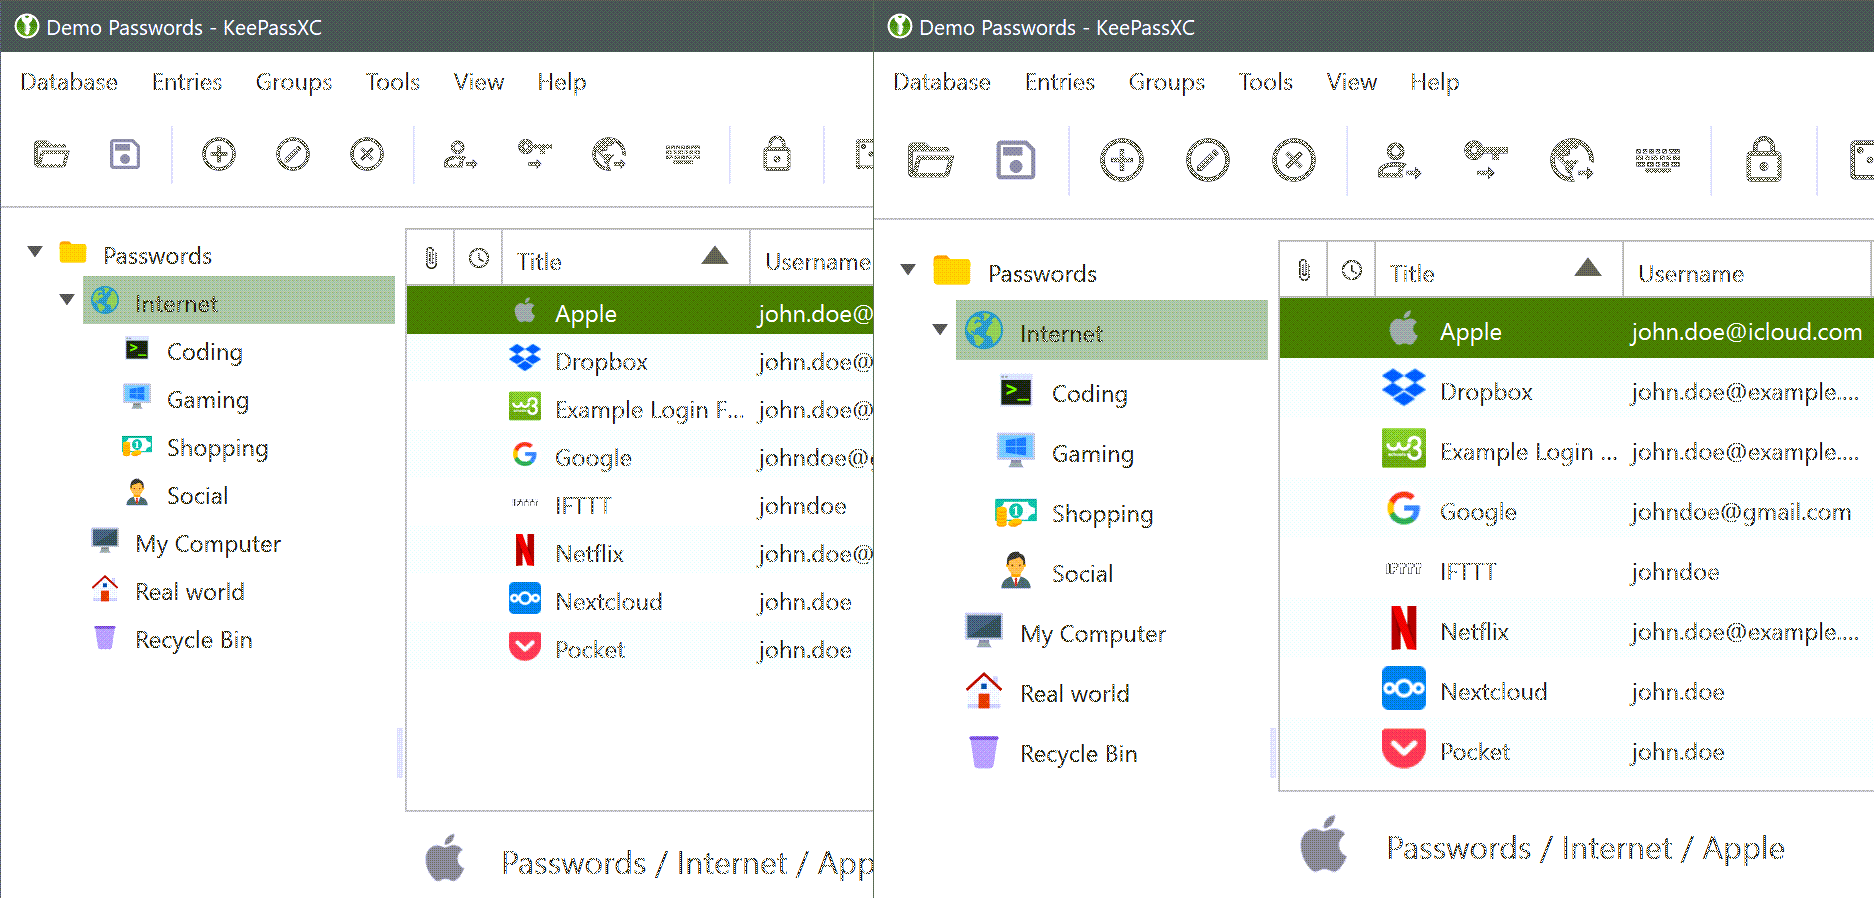 Demo Passwords - KeePassXC
Database Entries Groups Tools View Help
Passwords
Internet
Coding
Gaming
Shopping
Social
My Computer
Real world
Recycle Bin
Title Username
Apple john.doe@
Dropbox john.doe@
Example Login F... john.doe@
Google johndoe@g
IFTTT johndoe
Netflix john.doe@
Nextcloud john.doe
Pocket john.doe
Passwords / Internet / App
Demo Passwords - KeePassXC
Database Entries Groups Tools View Help
Passwords
Internet
Coding
Gaming
Shopping
Social
My Computer
Real world
Recycle Bin
Title Username
Apple john.doe@icloud.com
Dropbox john.doe@example....
Example Login ... john.doe@example....
Google johndoe@gmail.com
IFTTT johndoe
Netflix john.doe@example....
Nextcloud john.doe
Pocket john.doe
Passwords / Internet / Apple